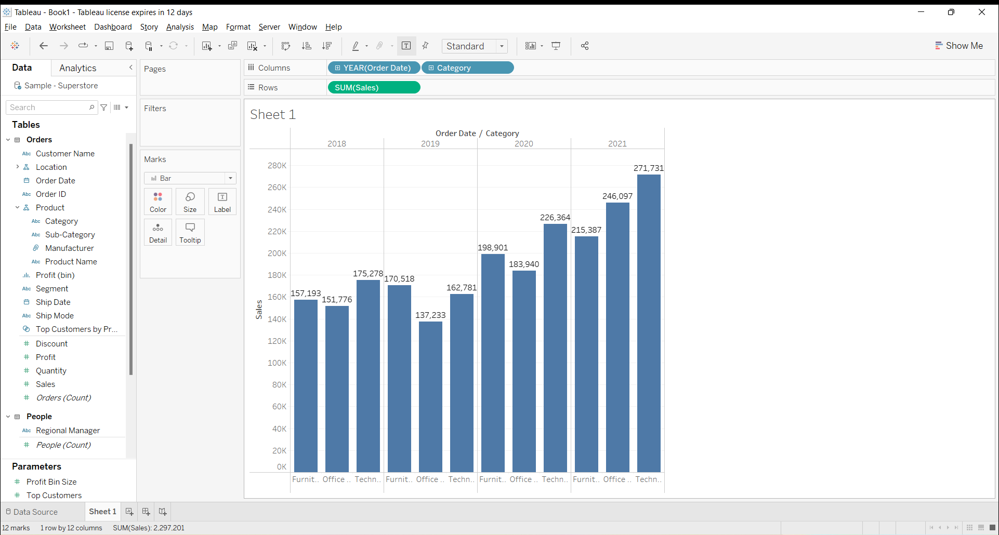 Tableau - Book1 - Tableau license expires in 12 days
File Data Worksheet Dashboard Story Analysis Map Format Server Window Help
Standard
Show Me
Data Analytics
Sample - Superstore
Search
Tables
Orders
Abc Customer Name
Location
Order Date
Abc Order ID
Product
Abc Category
Abc Sub-Category
Manufacturer
Abc Product Name
Profit (bin)
Abc Segment
Ship Date
Abc Ship Mode
Top Customers by Pr...
# Discount
# Profit
# Quantity
# Sales
# Orders (Count)
People
Abc Regional Manager
# People (Count)
Parameters
# Profit Bin Size
# Top Customers
Pages
Filters
Marks
Bar
Color Size Label
Detail Tooltip
Columns YEAR(Order Date) Category
Rows SUM(Sales)
Sheet 1
Order Date / Category
2018 2019 2020 2021
Sales
280K
260K
240K
220K
200K
180K
160K
140K
120K
100K
80K
60K
40K
20K
0K
157,193 151,776 175,278 170,518 137,233 162,781 198,901 183,940 226,364 215,387 246,097 271,731
Furnit.. Office .. Techn.. Furnit.. Office .. Techn.. Furnit.. Office .. Techn.. Furnit.. Office .. Techn..
Data Source Sheet 1
12 marks 1 row by 12 columns SUM(Sales): 2,297,201